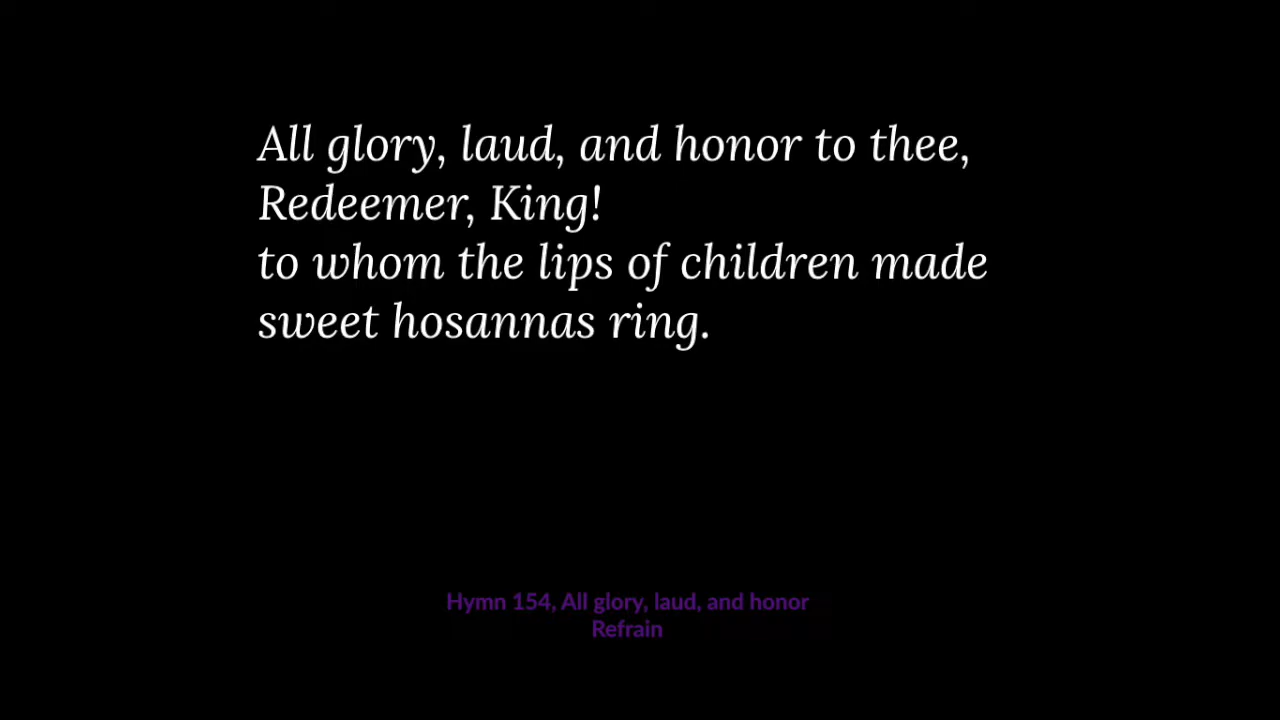 All glory, laud, and honor to thee,
Redeemer, King!
to whom the lips of children made
sweet hosannas ring.
Hymn 154, All glory, laud, and honor
Refrain